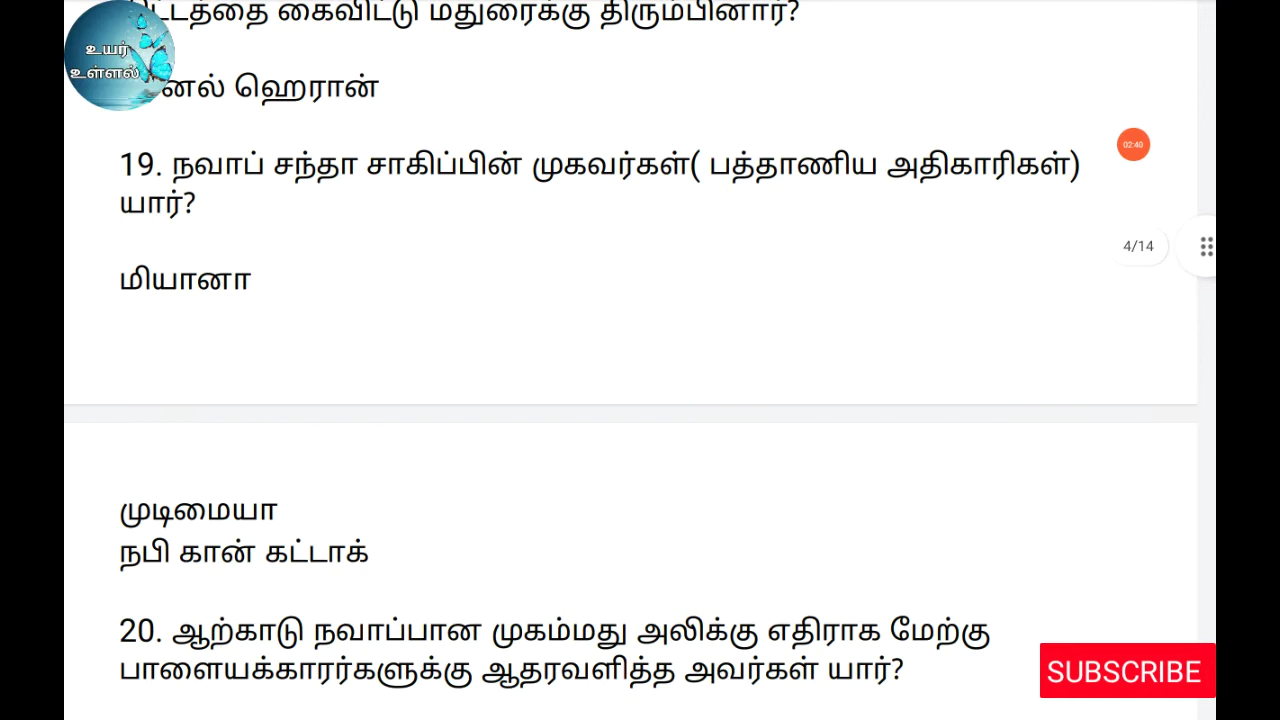 திட்டத்தை கைவிட்டு மதுரைக்கு திரும்பினார்?
உயர்
உள்ளல்
னல் ஹெரான்
19. நவாப் சந்தா சாகிப்பின் முகவர்கள்( பத்தாணிய அதிகாரிகள்)
யார்?
02:40
4/14
மியானா
முடிமையா
நபி கான் கட்டாக்
20. ஆற்காடு நவாப்பான முகம்மது அலிக்கு எதிராக மேற்கு
பாளையக்காரர்களுக்கு ஆதரவளித்த அவர்கள் யார்?
SUBSCRIBE